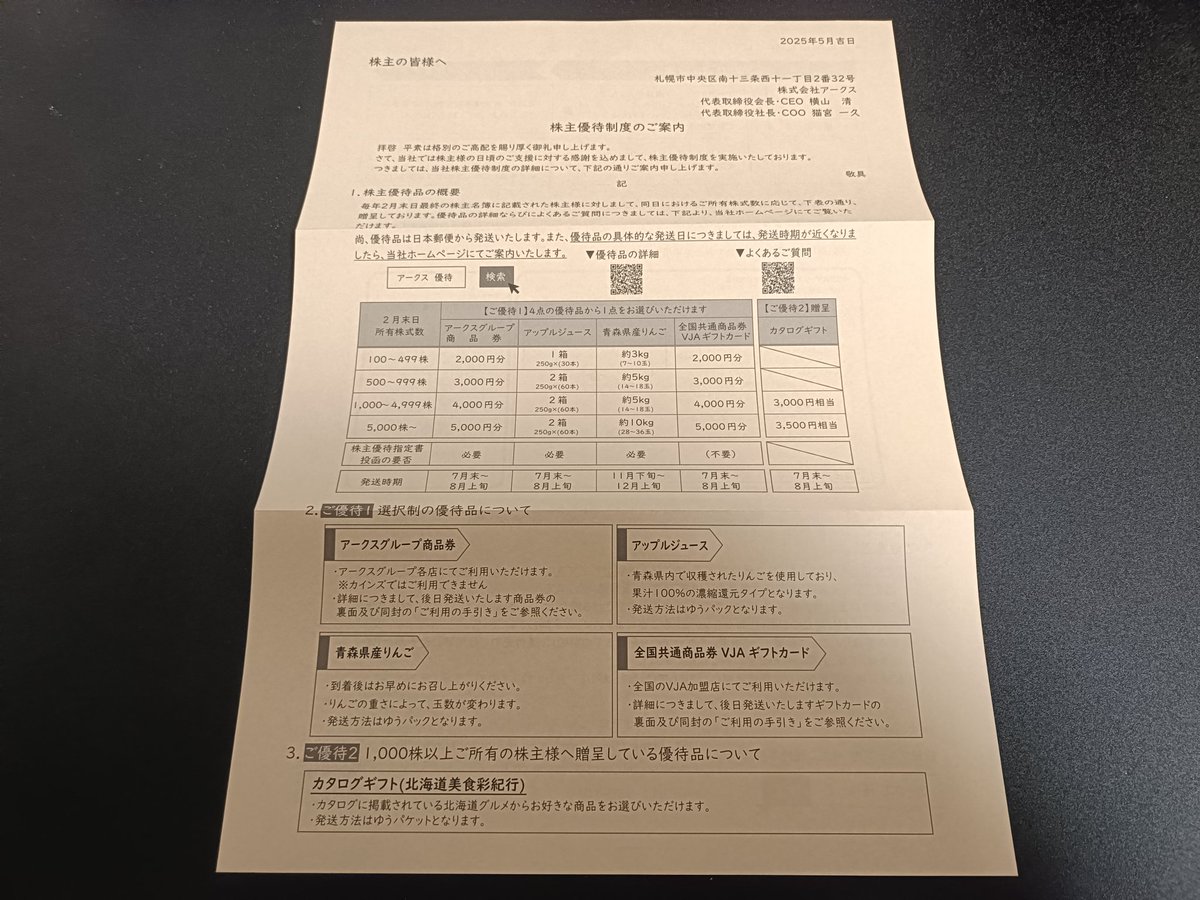 2025年5月吉日
株主の皆様へ
札幌市中央区南十三条西十一丁目2番32号
株式会社アークス
代表取締役会長・CEO 横山 清
代表取締役社長・COO 猫宮 一久
株主優待制度のご案内
拝啓 平素は格別のご高配を賜り厚く御礼申し上げます。
さて、当社では株主様の日頃のご支援に対する感謝を込めまして、株主優待制度を実施いたしております。
つきましては、当社株主優待制度の詳細について、下記の通りご案内申し上げます。
敬具
記
1. 株主優待品の概要
毎年2月末日最終の株主名簿に記載された株主様に対しまして、同日におけるご所有株式数に応じて、下表の通り、
贈呈しております。優待品の詳細ならびによくあるご質問につきましては、下記より、当社ホームページにてご覧いた
だけます。
尚、優待品は日本郵便から発送いたします。また、優待品の具体的な発送日につきましては、発送時期が近くなりま
したら、当社ホームページにてご案内いたします。
▼優待品の詳細 ▼よくあるご質問
アークス 優待 検索
2月末日 所有株式数 【ご優待1】4点の優待品から1点をお選びいただけます 【ご優待2】贈呈
アークスグループ 商品券 アップルジュース 青森県産りんご 全国共通商品券 VJAギフトカード カタログギフト
100～499株 2,000円分 1箱 250g×(30本) 約3kg (7～10玉) 2,000円分
500～999株 3,000円分 2箱 250g×(60本) 約5kg (14～18玉) 3,000円分
1,000～4,999株 4,000円分 2箱 250g×(60本) 約5kg (14～18玉) 4,000円分 3,000円相当
5,000株～ 5,000円分 2箱 250g×(60本) 約10kg (28～36玉) 5,000円分 3,500円相当
株主優待指定書 投函の要否 必要 必要 必要 (不要)
発送時期 7月末～ 8月上旬 7月末～ 8月上旬 11月下旬～ 12月上旬 7月末～ 8月上旬 7月末～ 8月上旬
2. ご優待1 選択制の優待品について
アークスグループ商品券
・アークスグループ各店にてご利用いただけます。
※カインズではご利用できません
・詳細につきまして、後日発送いたします商品券の
裏面及び同封の「ご利用の手引き」をご参照ください。
アップルジュース
・青森県内で収穫されたりんごを使用しており、
果汁100%の濃縮還元タイプとなります。
・発送方法はゆうパックとなります。
青森県産りんご
・到着後はお早めにお召し上がりください。
・りんごの重さによって、玉数が変わります。
・発送方法はゆうパックとなります。
全国共通商品券 VJA ギフトカード
・全国のVJA加盟店にてご利用いただけます。
・詳細につきまして、後日発送いたしますギフトカードの
裏面及び同封の「ご利用の手引き」をご参照ください。
3. ご優待2 1,000株以上ご所有の株主様へ贈呈している優待品について
カタログギフト(北海道美食彩紀行)
・カタログに掲載されている北海道グルメからお好きな商品をお選びいただけます。
・発送方法はゆうパケットとなります。